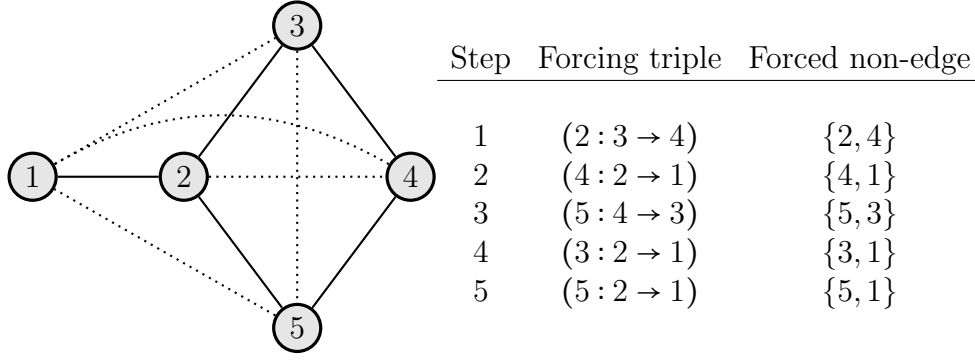 3
1
2
4
5
Step Forcing triple Forced non-edge
1 (2 : 3 → 4) {2, 4}
2 (4 : 2 → 1) {4, 1}
3 (5 : 4 → 3) {5, 3}
4 (3 : 2 → 1) {3, 1}
5 (5 : 2 → 1) {5, 1}